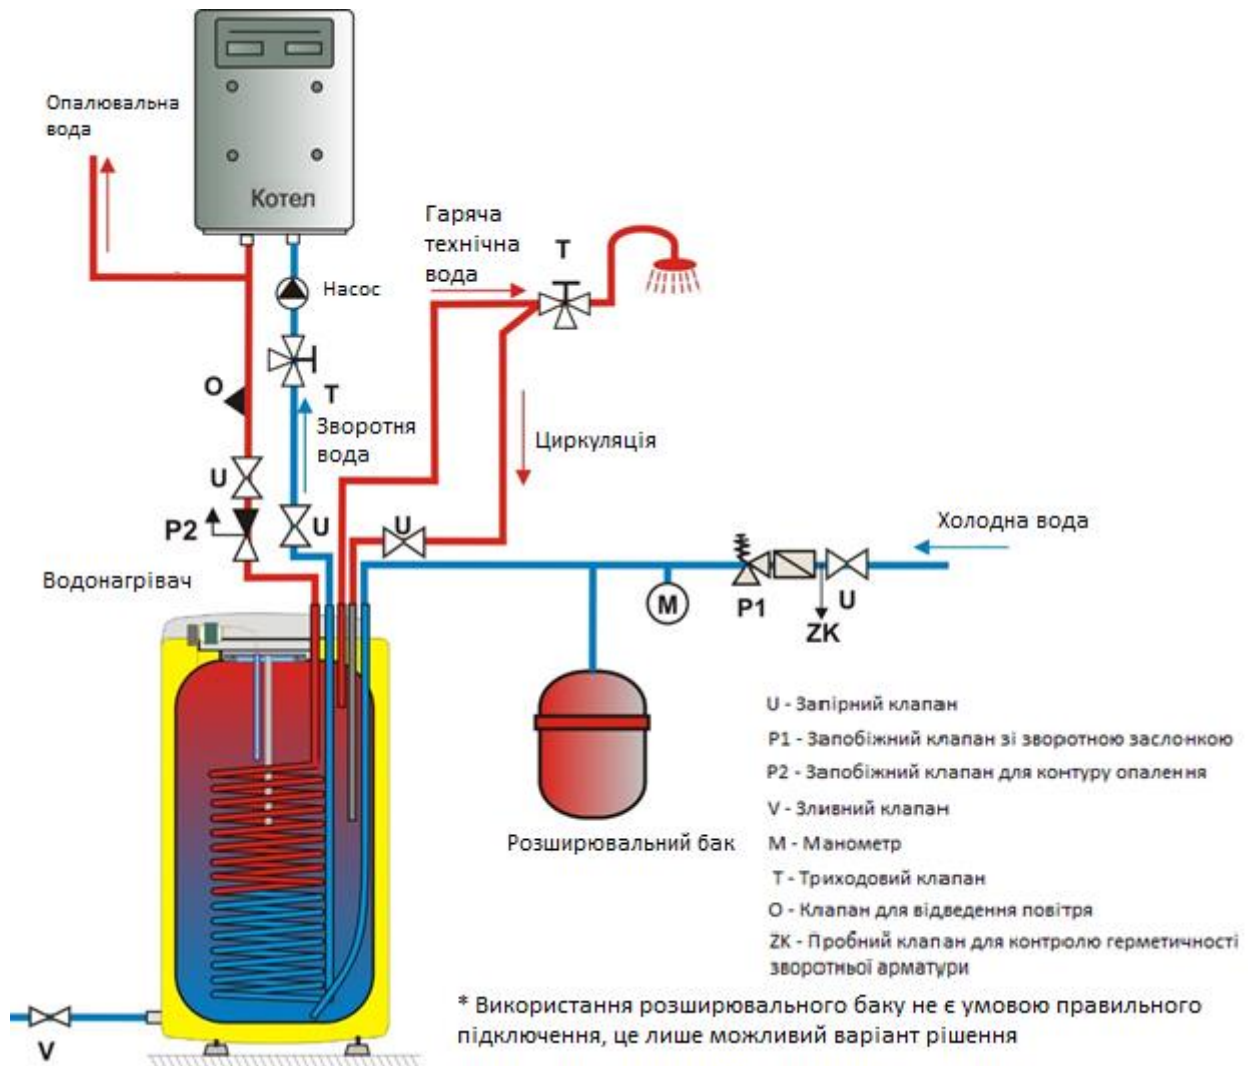 Опалювальна
вода
Котел
Гаряча
технічна
вода
T
Насос
O
T
Зворотня
вода
Циркуляція
U
P2
U
U
Холодна вода
Водонагрівач
M
P1
U
ZK
U - Запірний клапан
P1 - Запобіжний клапан зі зворотною заслонкою
P2 - Запобіжний клапан для контуру опалення
V - Зливний клапан
Розширювальний бак
M - Манометр
T - Триходовий клапан
O - Клапан для відведення повітря
ZK - Пробний клапан для контролю герметичності
зворотньої арматури
* Використання розширювального баку не є умовою правильного
підключення, це лише можливий варіант рішення
V